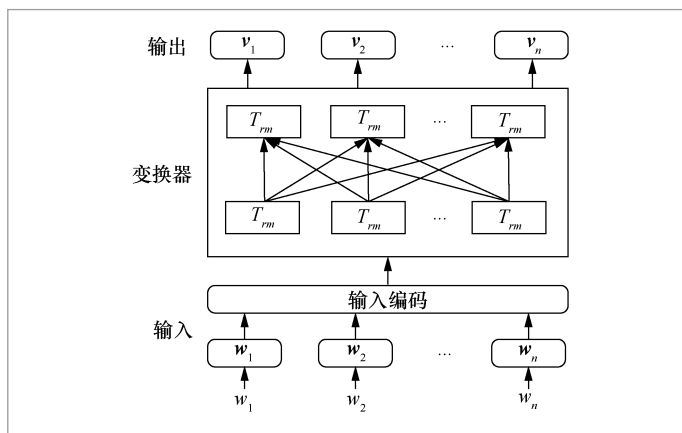 输出 v₁ v₂ … vₙ
Tᵣₘ Tᵣₘ … Tᵣₘ
变换器
Tᵣₘ Tᵣₘ … Tᵣₘ
输入编码
输入
w₁ w₂ … wₙ
w₁ w₂ wₙ